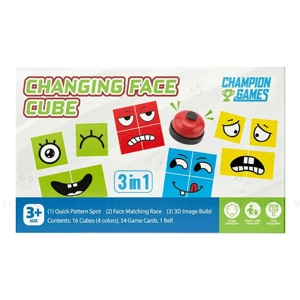 CHANGING FACE
CUBE
CHAMPION
GAMES
3 in 1
3+
AGES
(1) Quick Pattern Spot (2) Face Matching Race (3) 3D Image Build
Contents: 16 Cubes (4 colors), 54 Game Cards, 1 Bell